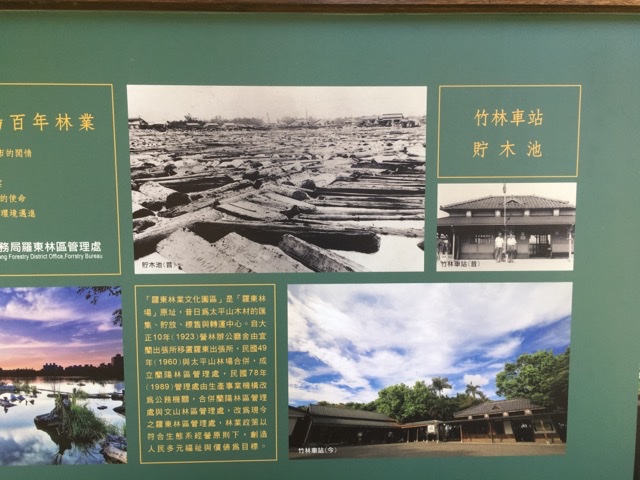 百年林業
市的閒情
的使命
環境邁進
務局羅東林區管理處
ong Forestry District Office,Forestry Bureau
貯木池(昔)
竹林車站
貯木池
竹林車站(昔)
「羅東林業文化園區」是「羅東林
場」原址，昔日為太平山木材的匯
集、貯放、標售與轉運中心。自大
正10年(1923)營林辦公廳舍由宜
蘭出張所移置羅東出張所，民國49
年(1960)與太平山林場合併，成
立蘭陽林區管理處，民國78年
(1989)管理處由生產事業機構改
為公務機關，合併蘭陽林區管理
處與文山林區管理處，改為現今
之羅東林區管理處，林業政策以
符合生態系經營原則下，創造
人民多元福祉與價值為目標。
竹林車站(今)